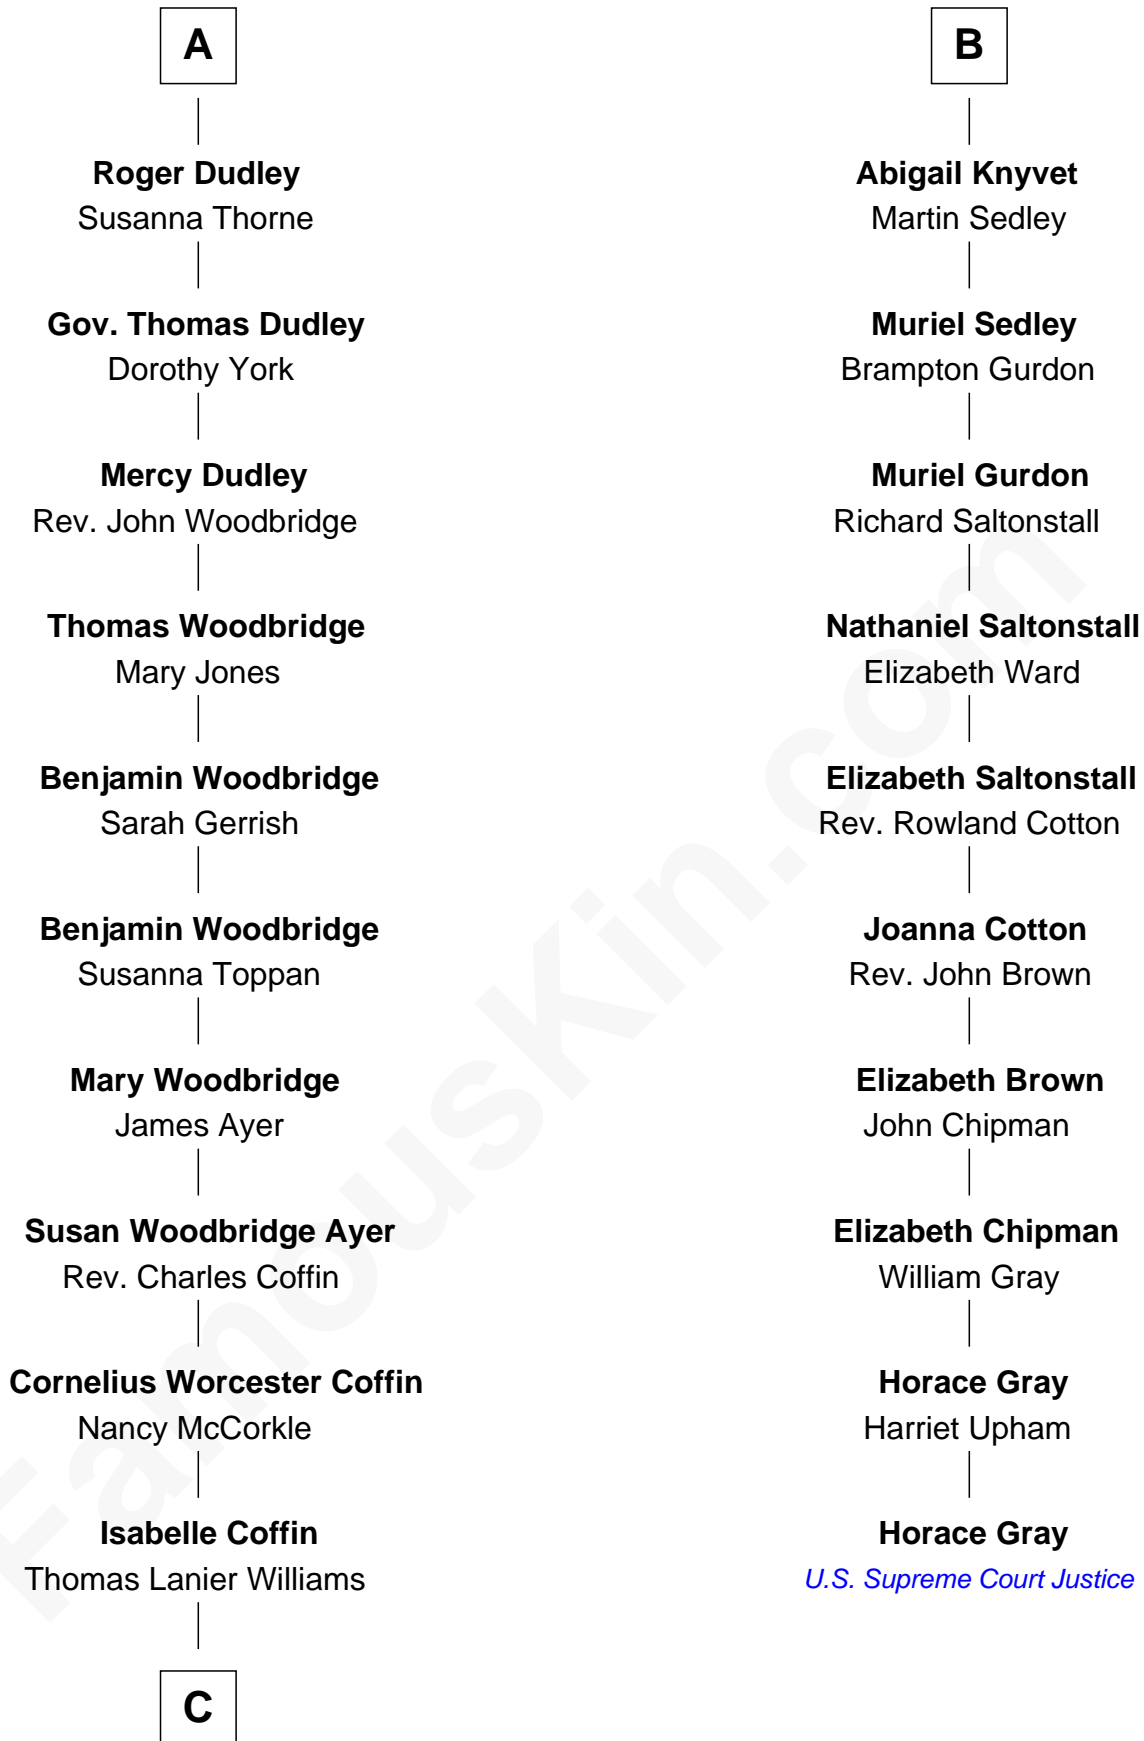 A
Roger Dudley
Susanna Thorne
Gov. Thomas Dudley
Dorothy York
Mercy Dudley
Rev. John Woodbridge
Thomas Woodbridge
Mary Jones
Benjamin Woodbridge
Sarah Gerrish
Benjamin Woodbridge
Susanna Toppan
Mary Woodbridge
James Ayer
Susan Woodbridge Ayer
Rev. Charles Coffin
Cornelius Worcester Coffin
Nancy McCorkle
Isabelle Coffin
Thomas Lanier Williams
C
B
Abigail Knyvet
Martin Sedley
Muriel Sedley
Brampton Gurdon
Muriel Gurdon
Richard Saltonstall
Nathaniel Saltonstall
Elizabeth Ward
Elizabeth Saltonstall
Rev. Rowland Cotton
Joanna Cotton
Rev. John Brown
Elizabeth Brown
John Chipman
Elizabeth Chipman
William Gray
Horace Gray
Harriet Upham
Horace Gray
U.S. Supreme Court Justice
FamousKin.com